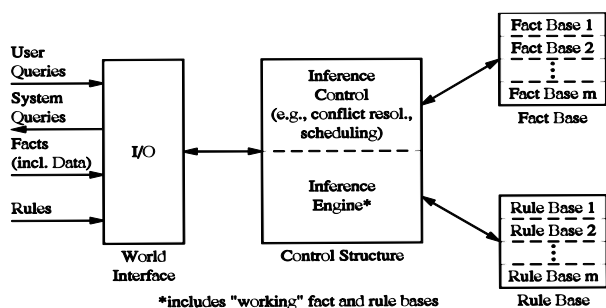 User
Queries
System
Queries
Facts
(incl. Data)
Rules
I/O
World
Interface
Inference
Control
(e.g., conflict resol.,
scheduling)
Inference
Engine*
Control Structure
Fact Base 1
Fact Base 2
Fact Base m
Fact Base
Rule Base 1
Rule Base 2
Rule Base m
Rule Base
*includes "working" fact and rule bases